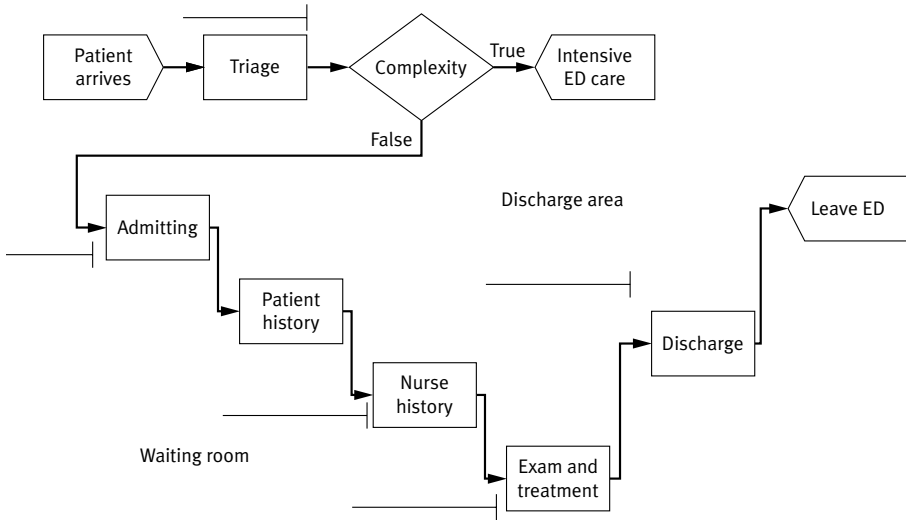 Patient
arrives
Triage
Complexity
True
Intensive
ED care
False
Admitting
Patient
history
Nurse
history
Waiting room
Exam and
treatment
Discharge area
Discharge
Leave ED